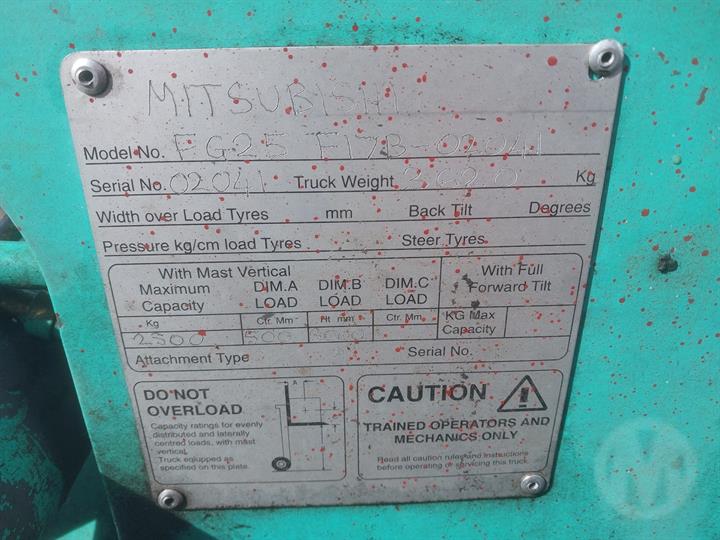 MITSUBISHI
Model No. FG25 F17B-02041
Serial No. 02041 Truck Weight 3620 Kg
Width over Load Tyres mm Back Tilt Degrees
Pressure kg/cm load Tyres Steer Tyres.
With Mast Vertical
Maximum Capacity
DIM.A LOAD
DIM.B LOAD
DIM.C LOAD
With Full Forward Tilt
Kg
Ctr. Mm
Ht mm
Ctr. Mm
KG Max Capacity
2500 500
Attachment Type Serial No.
DO NOT
OVERLOAD
Capacity ratings for evenly
distributed and laterally
centred loads, with mast
vertical.
Truck equipped as
specified on this plate.
A
CAUTION
TRAINED OPERATORS AND
MECHANICS ONLY
Read all caution rules and instructions
before operating or servicing this truck.